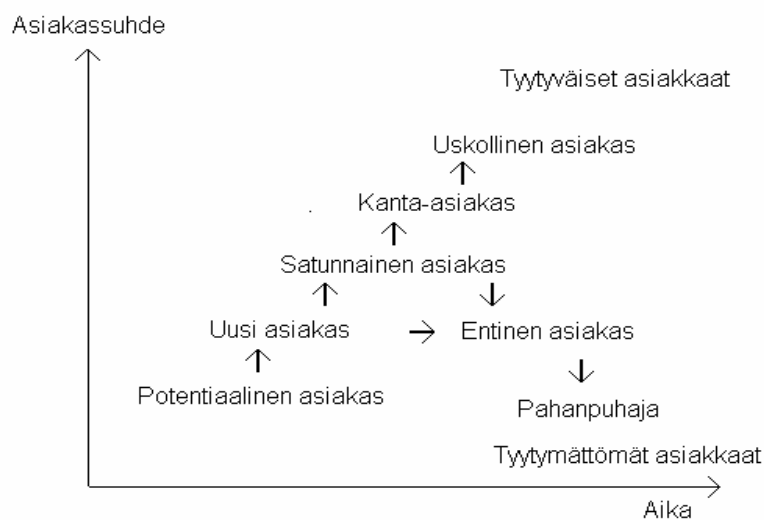 Asiakassuhde
Tyytyväiset asiakkaat
Uskollinen asiakas
Kanta-asiakas
Satunnainen asiakas
Uusi asiakas
Entinen asiakas
Potentiaalinen asiakas
Pahanpuhaja
Tyytymättömät asiakkaat
Aika